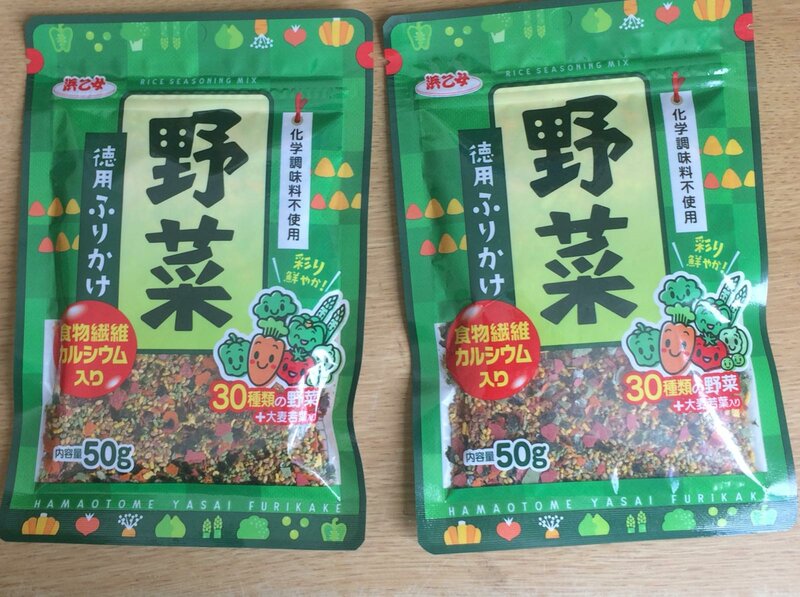 浜乙女
RICE SEASONING MIX
野菜
徳用ふりかけ
化学調味料不使用
彩り
鮮やか!
食物繊維
カルシウム
入り
30種類の野菜
+大麦若葉入り
内容量50g
HAMAOTOME YASAI FURIKAKE
浜乙女
RICE SEASONING MIX
野菜
徳用ふりかけ
化学調味料不使用
彩り
鮮やか!
食物繊維
カルシウム
入り
30種類の野菜
+大麦若葉入り
内容量50g
HAMAOTOME YASAI FURIKAKE